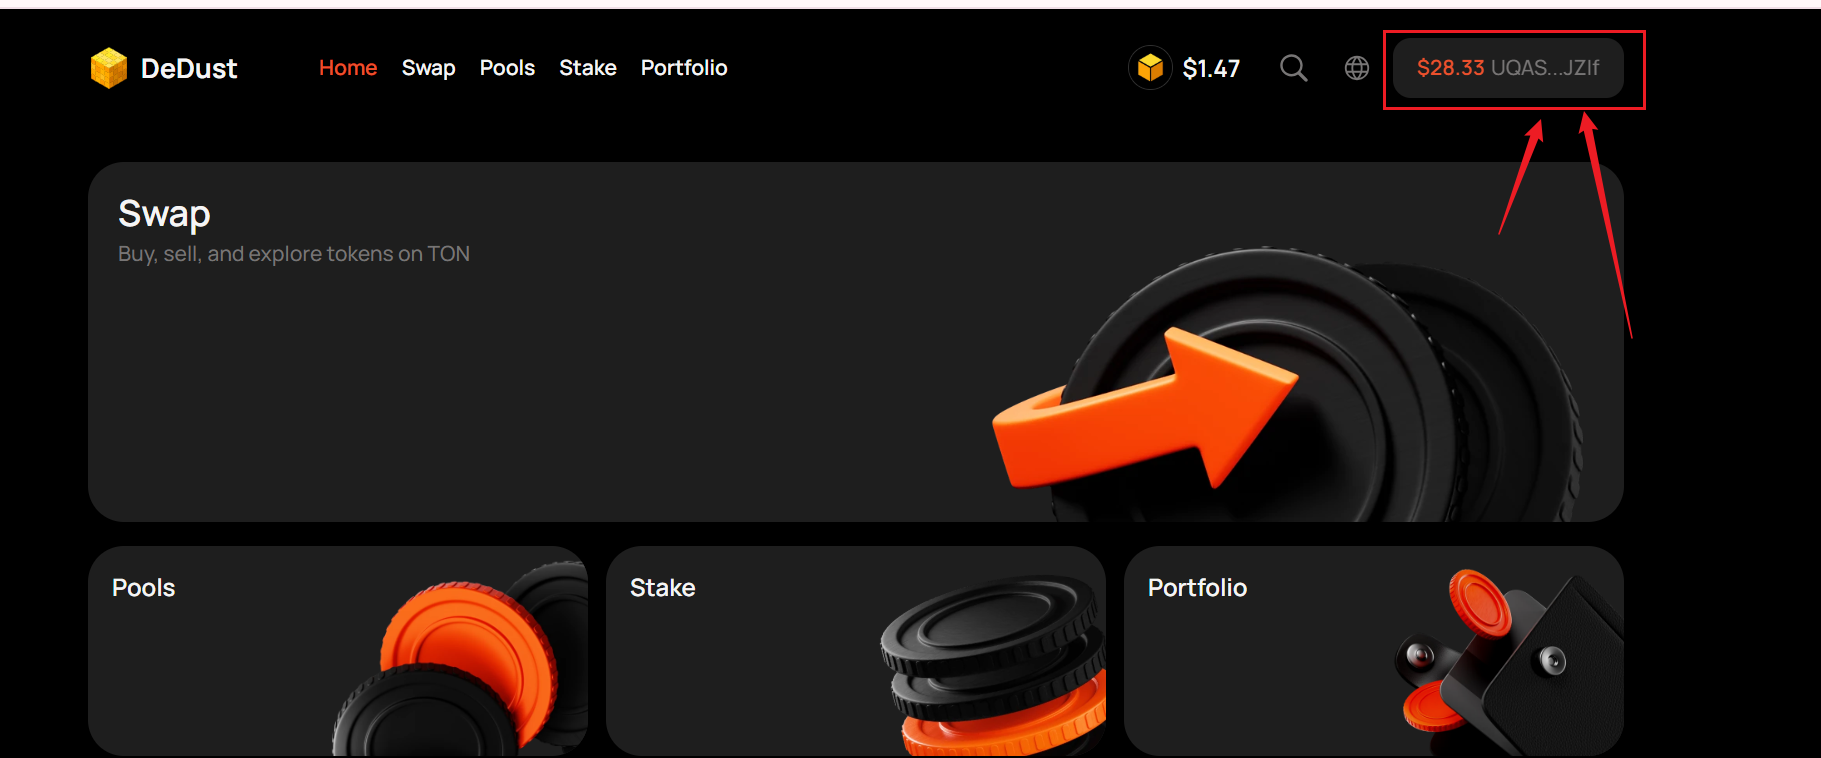 DeDust
Home Swap Pools Stake Portfolio
$1.47
$28.33 UQAS...JZIf
Swap
Buy, sell, and explore tokens on TON
Pools
Stake
Portfolio